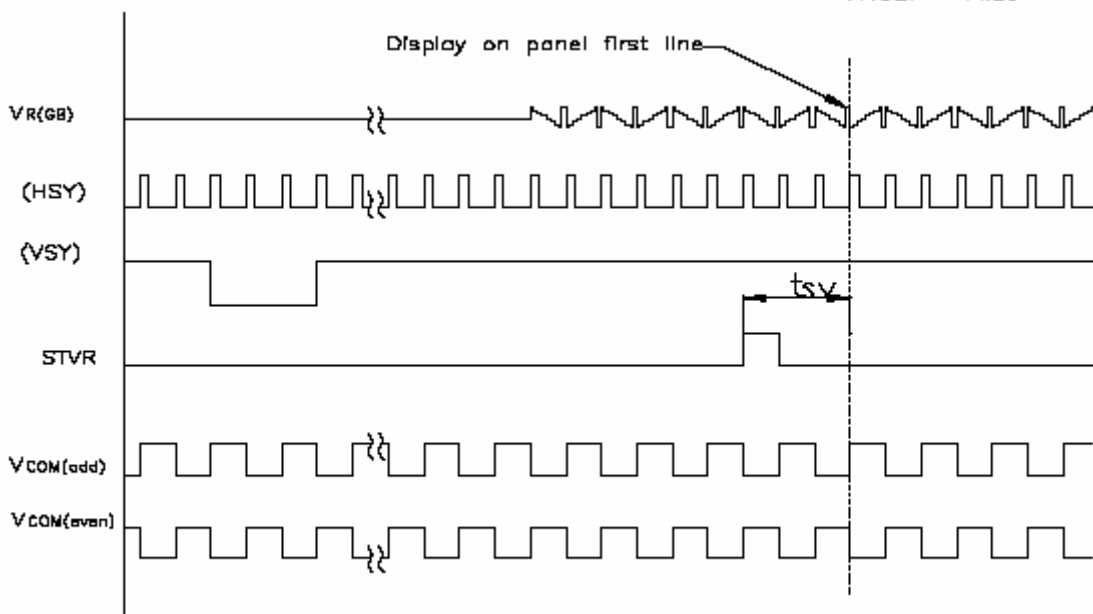 Display on panel first line
VR(GB)
(HSY)
(VSY)
tsv
STVR
VCOM(odd)
VCOM(even)